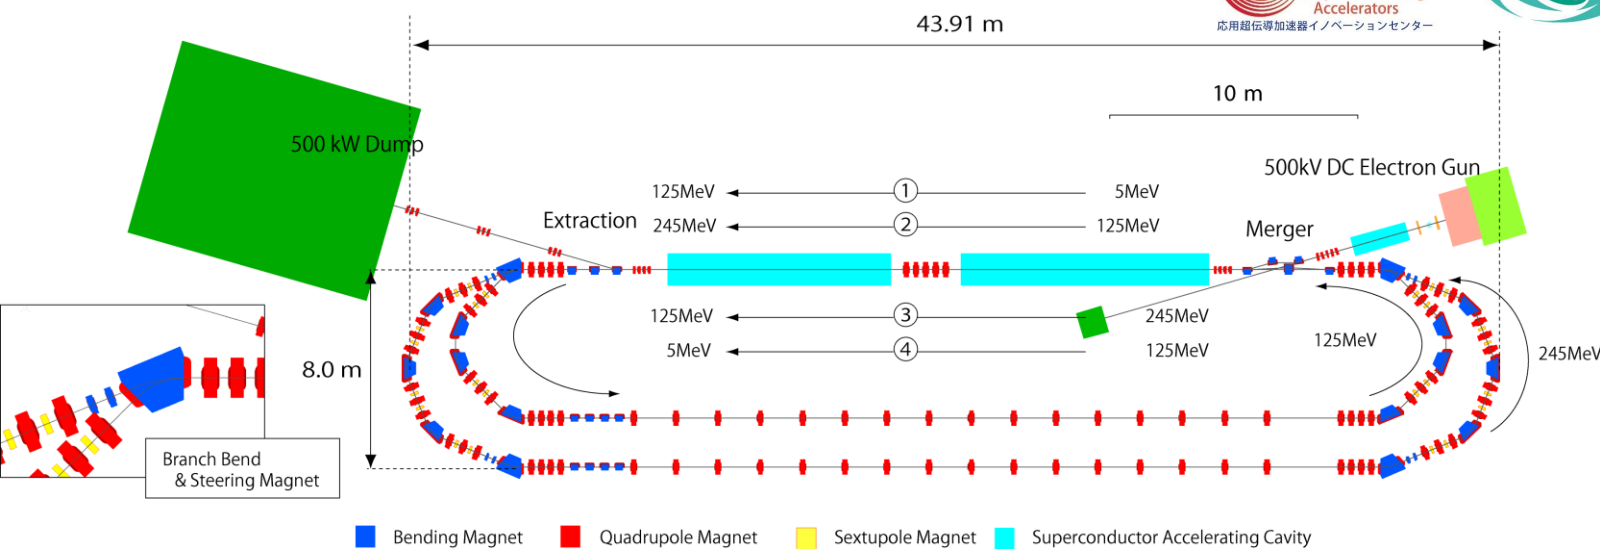 Accelerators
応用超伝導加速器イノベーションセンター
43.91 m
10 m
500 kW Dump
500kV DC Electron Gun
125MeV ① 5MeV
Extraction
245MeV ② 125MeV
Merger
125MeV ③ 245MeV
5MeV ④ 125MeV
125MeV
245MeV
8.0 m
Branch Bend
& Steering Magnet
Bending Magnet
Quadrupole Magnet
Sextupole Magnet
Superconductor Accelerating Cavity